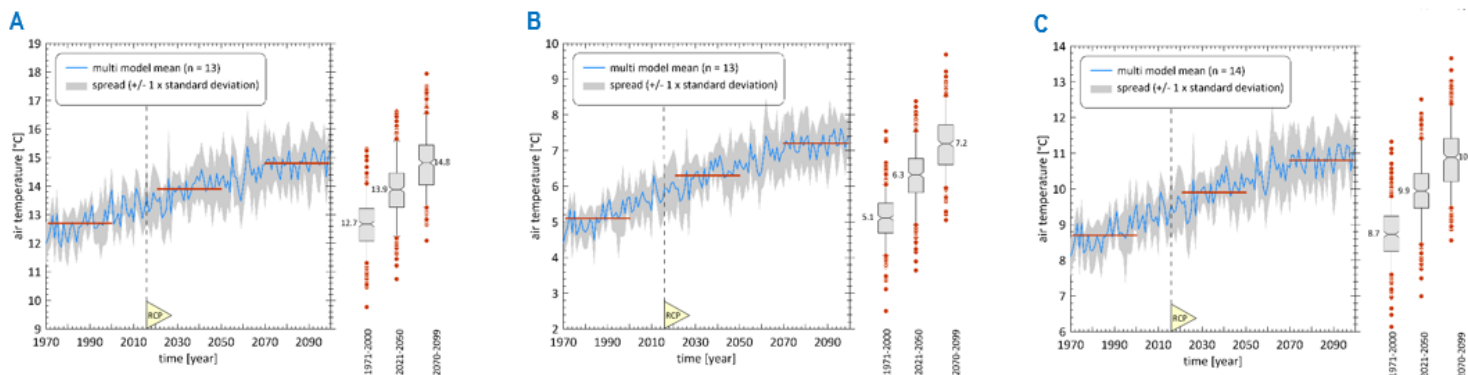 A
19
18
17
16
15
14
13
12
11
10
9
air temperature [°C]
multi model mean (n = 13)
spread (+/- 1 x standard deviation)
RCP
1970 1990 2010 2030 2050 2070 2090
time [year]
12.7
13.9
14.8
1971-2000
2021-2050
2070-2099
B
10
9
8
7
6
5
4
3
2
air temperature [°C]
multi model mean (n = 13)
spread (+/- 1 x standard deviation)
RCP
1970 1990 2010 2030 2050 2070 2090
time [year]
5.1
6.3
7.2
1971-2000
2021-2050
2070-2099
C
14
13
12
11
10
9
8
7
6
air temperature [°C]
multi model mean (n = 14)
spread (+/- 1 x standard deviation)
RCP
1970 1990 2010 2030 2050 2070 2090
time [year]
8.7
9.9
10
1971-2000
2021-2050
2070-2099